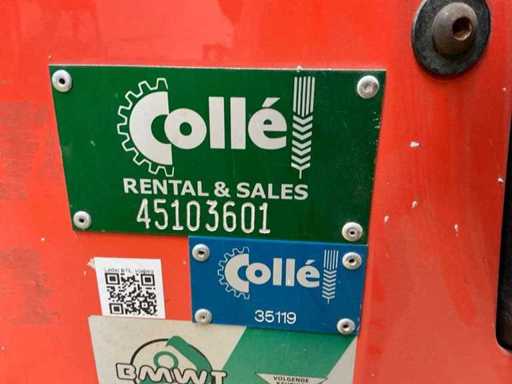 Collé
RENTAL & SALES
45103601
Collé
35119
BMWT
VOLGENDE